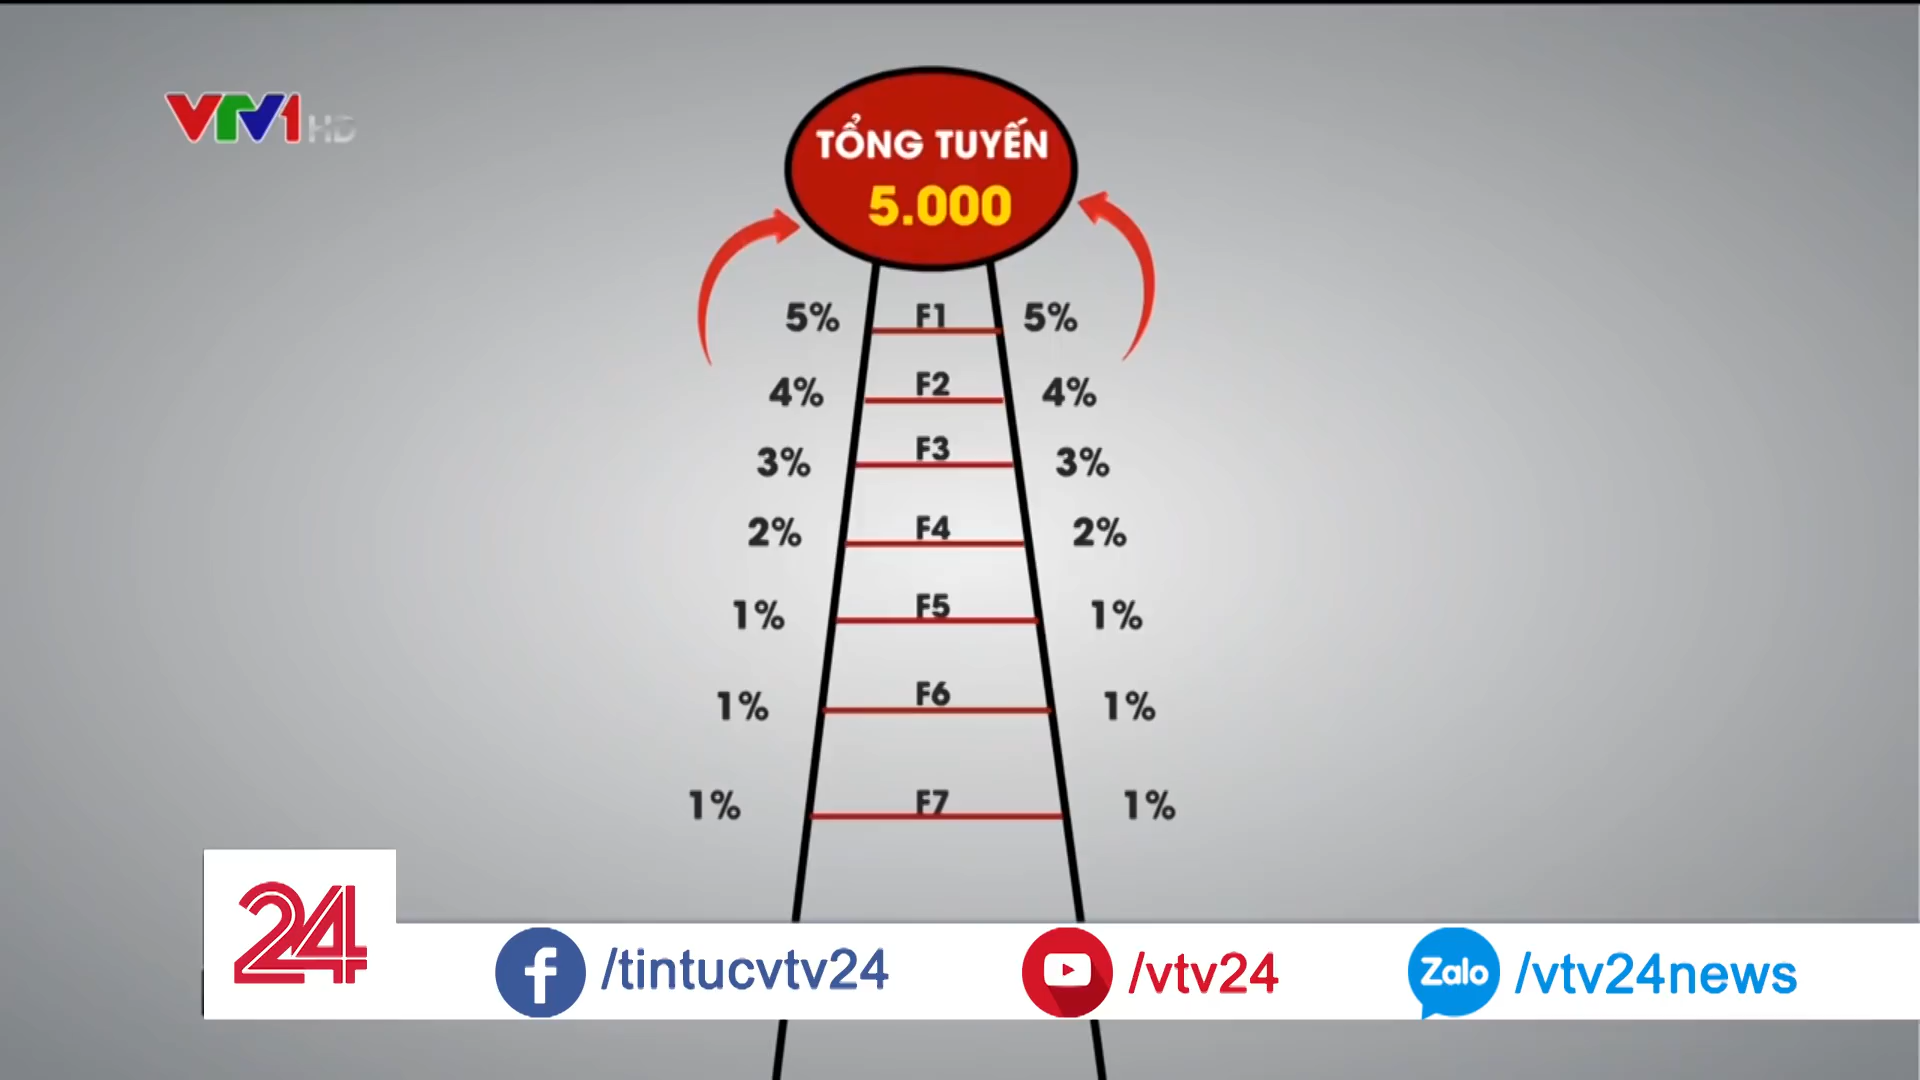 VTV1 HD
TỔNG TUYẾN
5.000
5% F1 5%
4% F2 4%
3% F3 3%
2% F4 2%
1% F5 1%
1% F6 1%
1% F7 1%
24
/tintucvtv24
/vtv24
Zalo /vtv24news